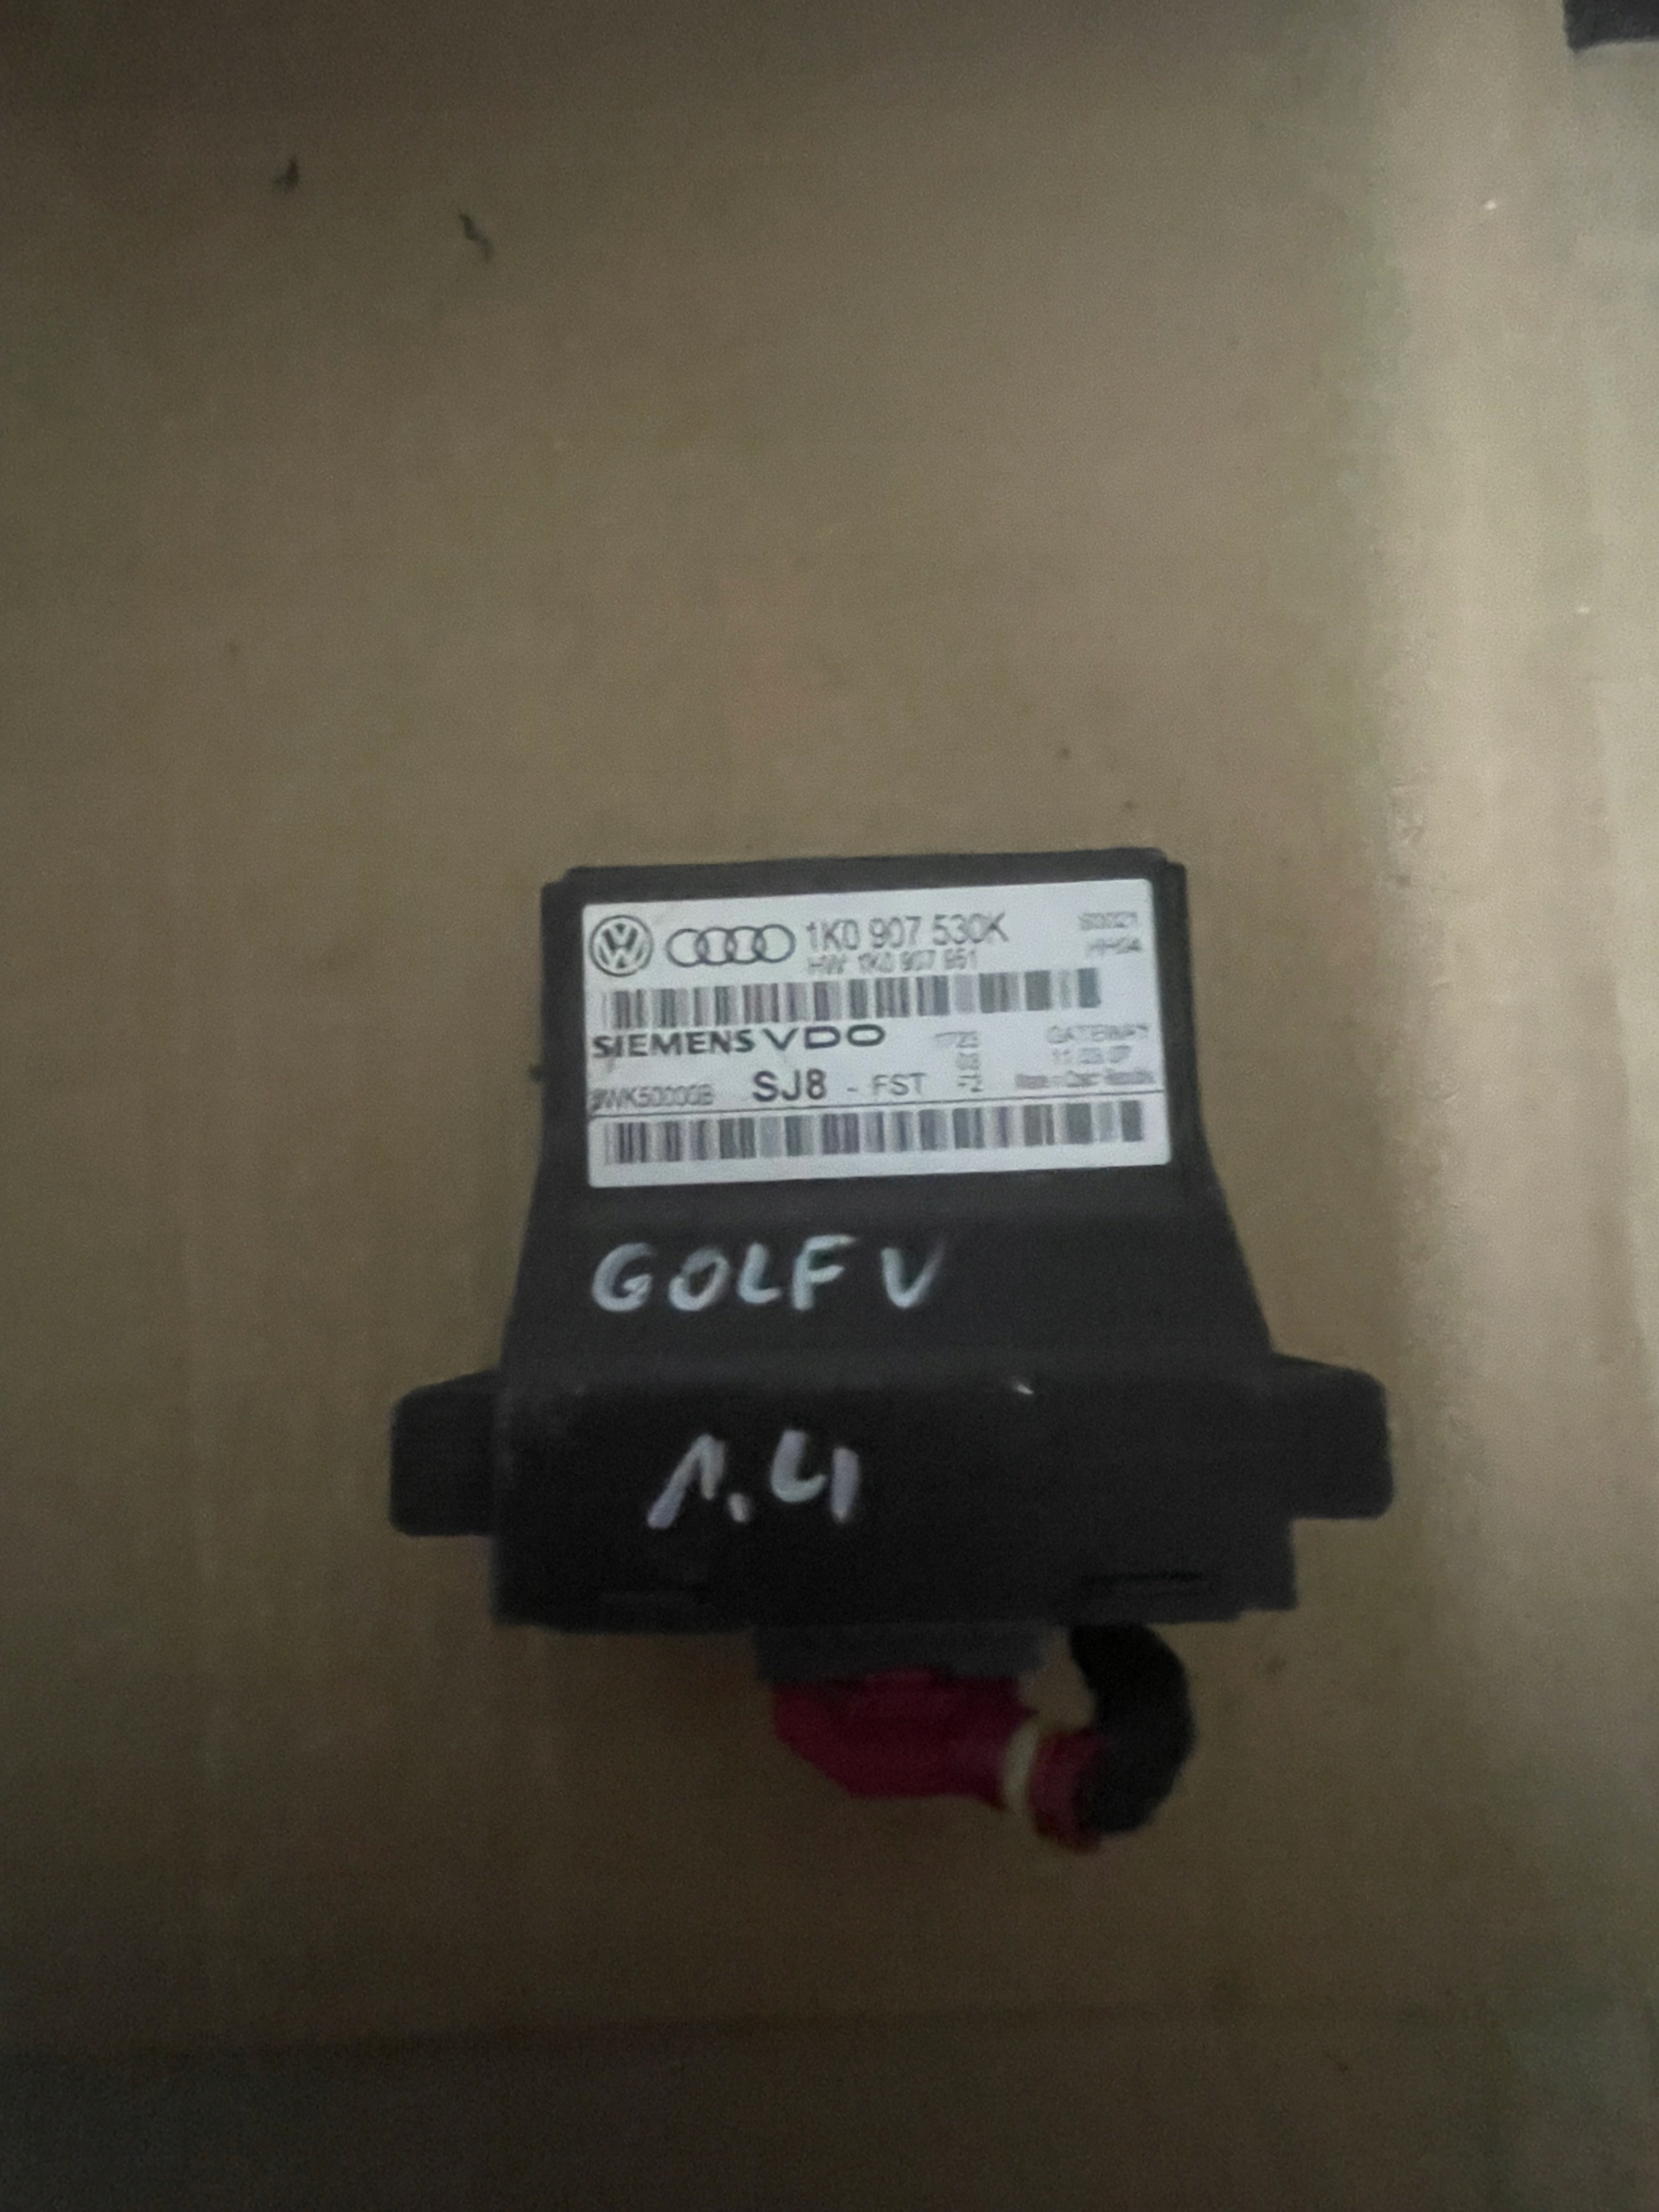 1K0 907 530K
HW 1K0 907 951
SIEMENS VDO
GATEWAY
SJ8 - FST
GOLF V
1.4